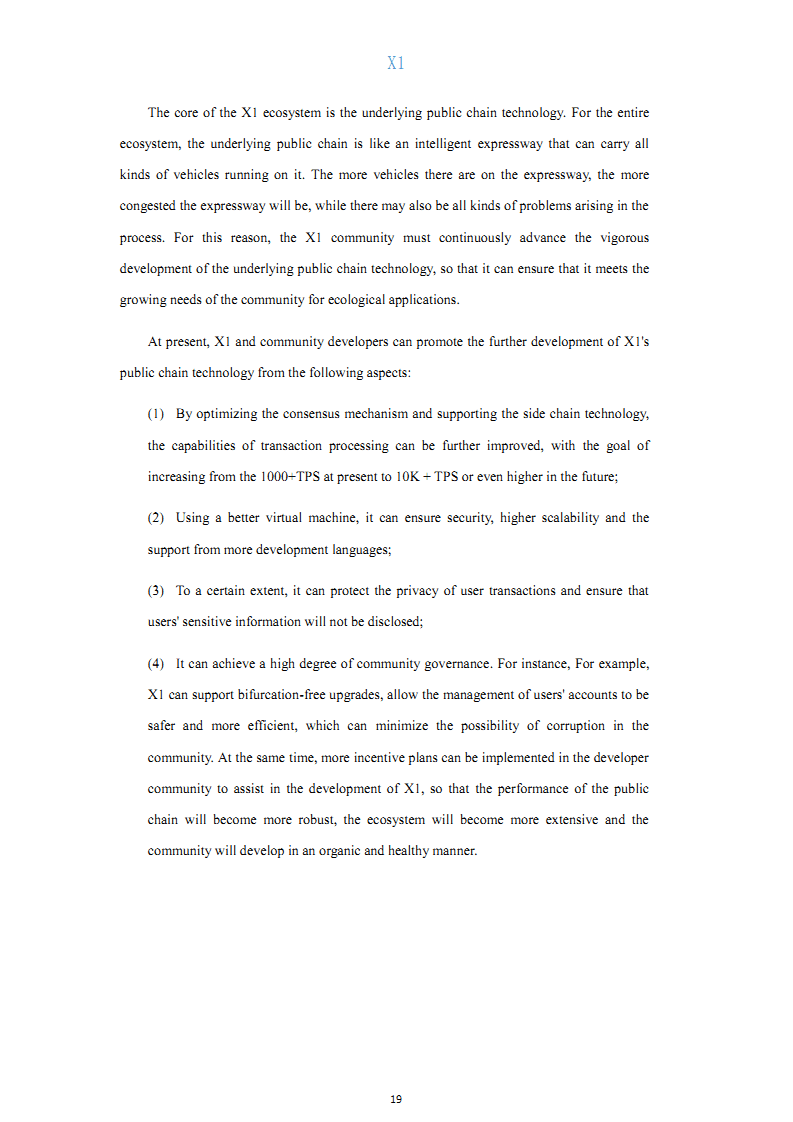 X1
The core of the X1 ecosystem is the underlying public chain technology. For the entire
ecosystem, the underlying public chain is like an intelligent expressway that can carry all
kinds of vehicles running on it. The more vehicles there are on the expressway, the more
congested the expressway will be, while there may also be all kinds of problems arising in the
process. For this reason, the X1 community must continuously advance the vigorous
development of the underlying public chain technology, so that it can ensure that it meets the
growing needs of the community for ecological applications.
At present, X1 and community developers can promote the further development of X1's
public chain technology from the following aspects:
(1) By optimizing the consensus mechanism and supporting the side chain technology,
the capabilities of transaction processing can be further improved, with the goal of
increasing from the 1000+TPS at present to 10K + TPS or even higher in the future;
(2) Using a better virtual machine, it can ensure security, higher scalability and the
support from more development languages;
(3) To a certain extent, it can protect the privacy of user transactions and ensure that
users' sensitive information will not be disclosed;
(4) It can achieve a high degree of community governance. For instance, For example,
X1 can support bifurcation-free upgrades, allow the management of users' accounts to be
safer and more efficient, which can minimize the possibility of corruption in the
community. At the same time, more incentive plans can be implemented in the developer
community to assist in the development of X1, so that the performance of the public
chain will become more robust, the ecosystem will become more extensive and the
community will develop in an organic and healthy manner.
19